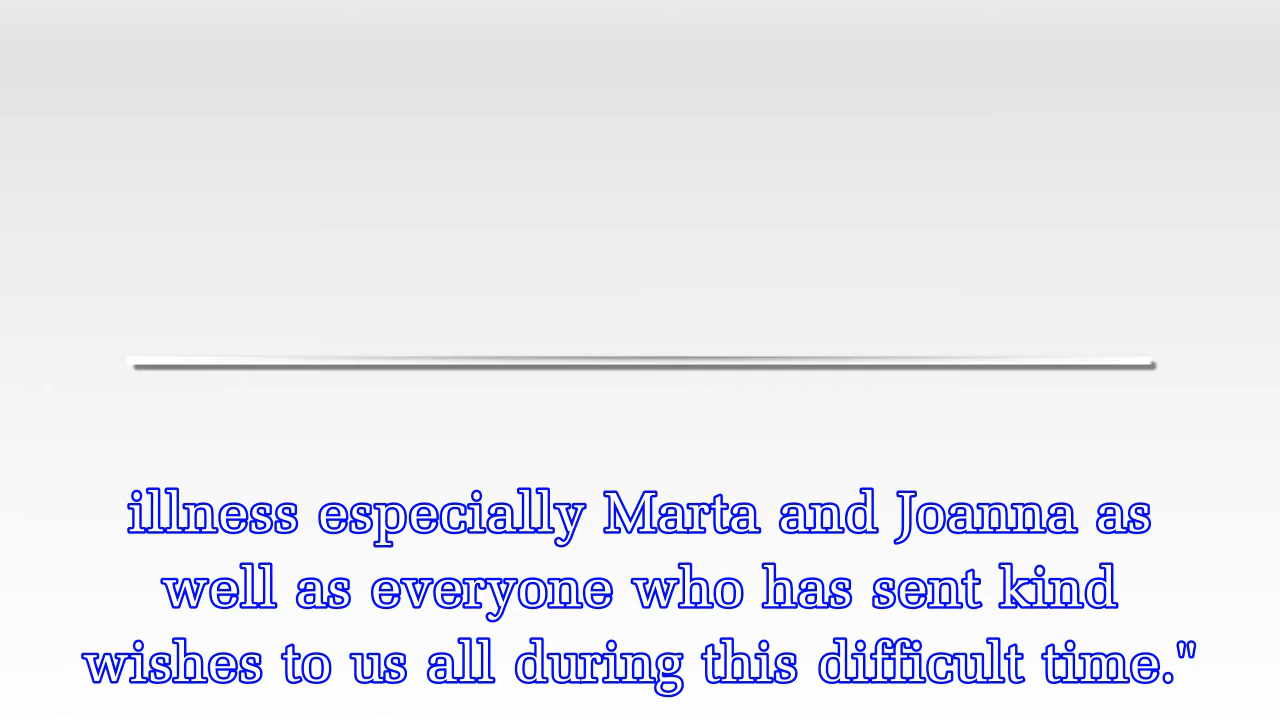 illness especially Marta and Joanna as
well as everyone who has sent kind
wishes to us all during this difficult time."